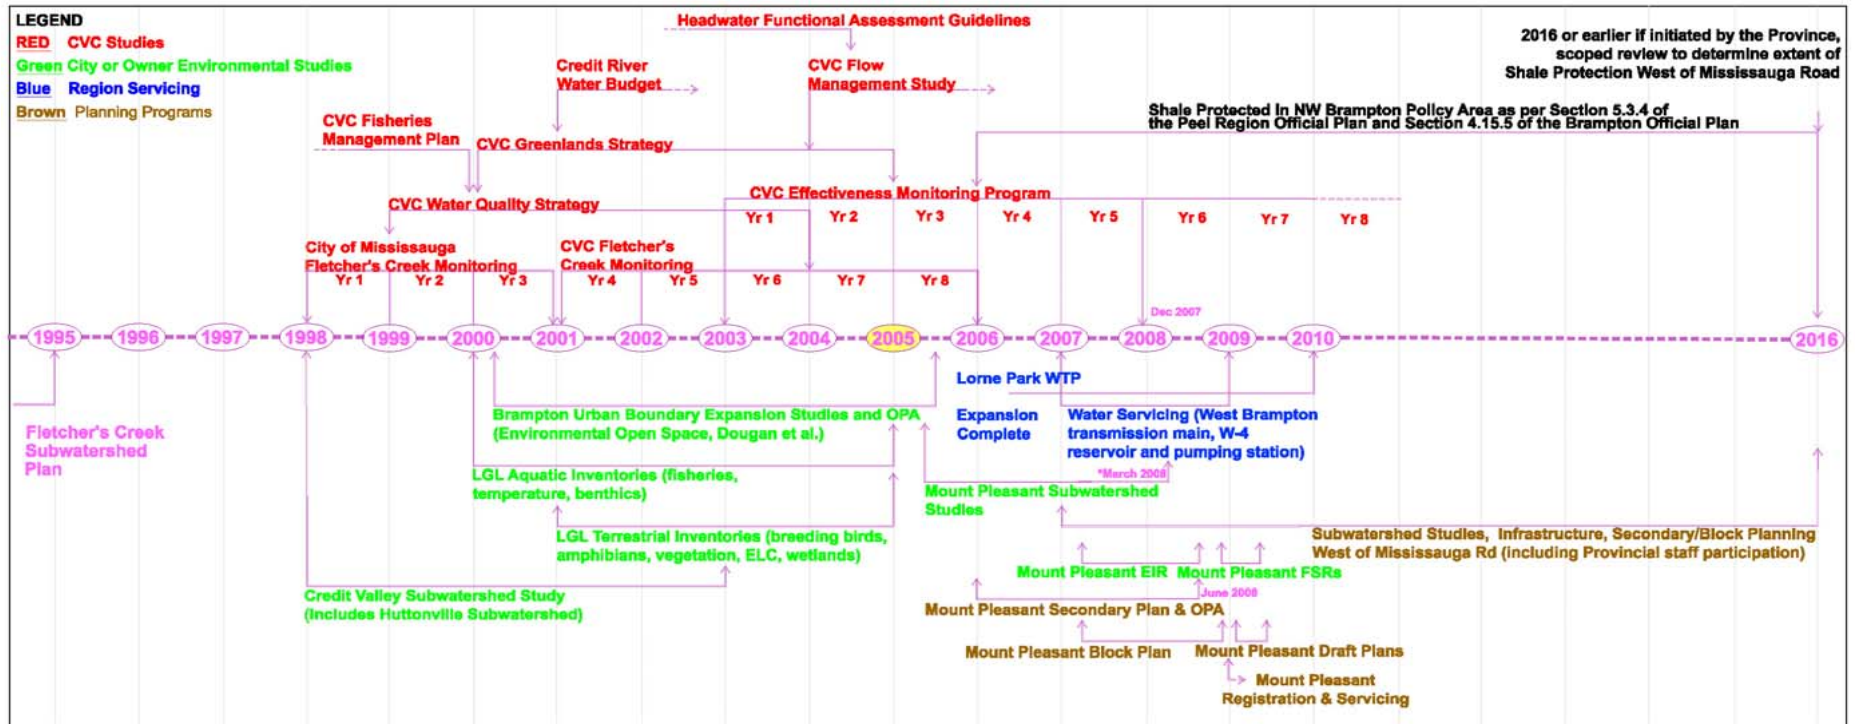 LEGEND
RED CVC Studies
Green City or Owner Environmental Studies
Blue Region Servicing
Brown Planning Programs
Headwater Functional Assessment Guidelines
2016 or earlier if initiated by the Province,
scoped review to determine extent of
Shale Protection West of Mississauga Road
Credit River
Water Budget
CVC Flow
Management Study
Shale Protected In NW Brampton Policy Area as per Section 5.3.4 of
the Peel Region Official Plan and Section 4.15.5 of the Brampton Official Plan
CVC Fisheries
Management Plan
CVC Greenlands Strategy
CVC Effectiveness Monitoring Program
Yr 1 Yr 2 Yr 3 Yr 4 Yr 5 Yr 6 Yr 7 Yr 8
CVC Water Quality Strategy
City of Mississauga
Fletcher's Creek Monitoring
CVC Fletcher's
Creek Monitoring
Yr 1 Yr 2 Yr 3 Yr 4 Yr 5 Yr 6 Yr 7 Yr 8
Dec 2007
1995 1996 1997 1998 1999 2000 2001 2002 2003 2004 2005 2006 2007 2008 2009 2010 2016
Fletcher's Creek
Subwatershed
Plan
Brampton Urban Boundary Expansion Studies and OPA
(Environmental Open Space, Dougan et al.)
Lorne Park WTP
Expansion
Complete
Water Servicing (West Brampton
transmission main, W-4
reservoir and pumping station)
LGL Aquatic Inventories (fisheries,
temperature, benthics)
*March 2008
Mount Pleasant Subwatershed
Studies
LGL Terrestrial Inventories (breeding birds,
amphibians, vegetation, ELC, wetlands)
Subwatershed Studies, Infrastructure, Secondary/Block Planning
West of Mississauga Rd (including Provincial staff participation)
Mount Pleasant EIR Mount Pleasant FSRs
Credit Valley Subwatershed Study
(Includes Huttonville Subwatershed)
June 2008
Mount Pleasant Secondary Plan & OPA
Mount Pleasant Block Plan Mount Pleasant Draft Plans
Mount Pleasant
Registration & Servicing